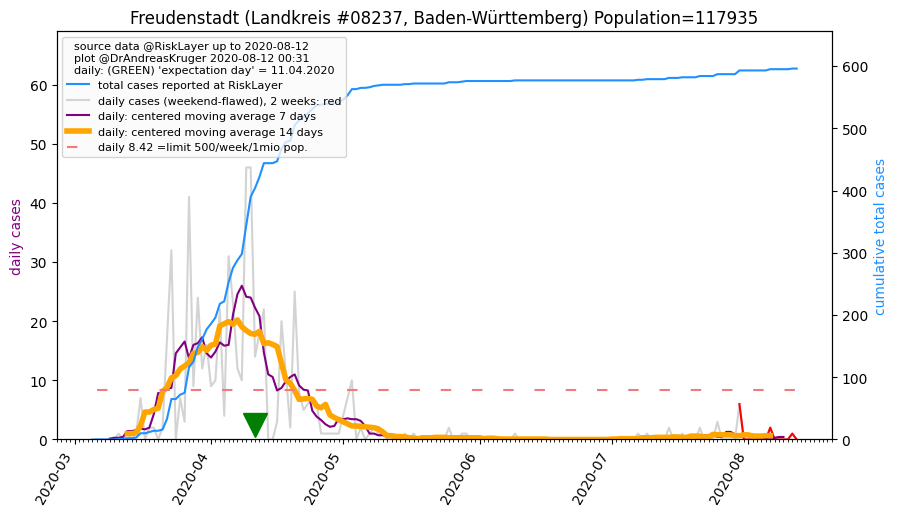 Freudenstadt (Landkreis #08237, Baden-Württemberg) Population=117935
source data @RiskLayer up to 2020-08-12
plot @DrAndreasKruger 2020-08-12 00:31
daily: (GREEN) 'expectation day' = 11.04.2020
total cases reported at RiskLayer
daily cases (weekend-flawed), 2 weeks: red
daily: centered moving average 7 days
daily: centered moving average 14 days
daily 8.42 =limit 500/week/1mio pop.
daily cases
60
50
40
30
20
10
0
cumulative total cases
600
500
400
300
200
100
0
2020-03
2020-04
2020-05
2020-06
2020-07
2020-08